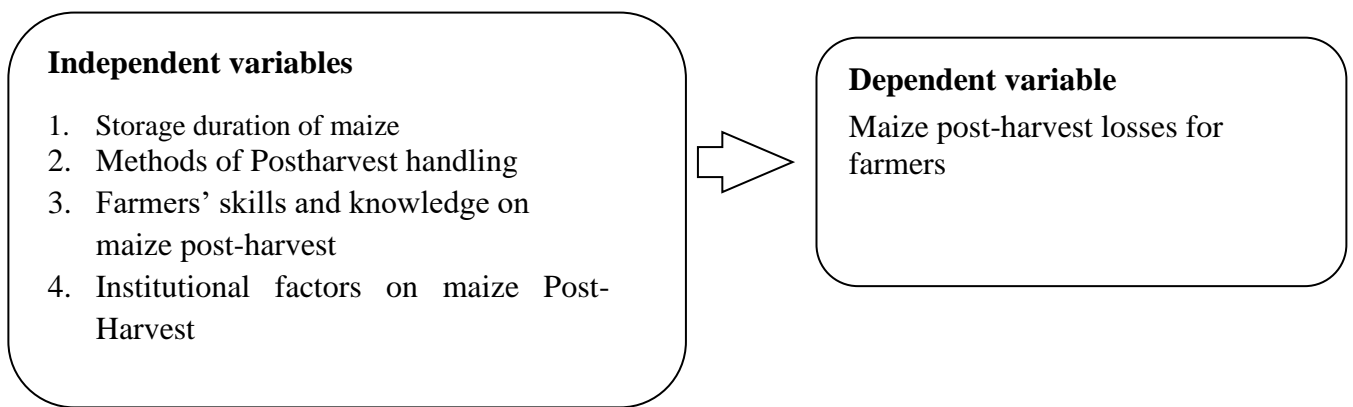 Independent variables
1. Storage duration of maize
2. Methods of Postharvest handling
3. Farmers’ skills and knowledge on
maize post-harvest
4. Institutional factors on maize Post-
Harvest
Dependent variable
Maize post-harvest losses for
farmers